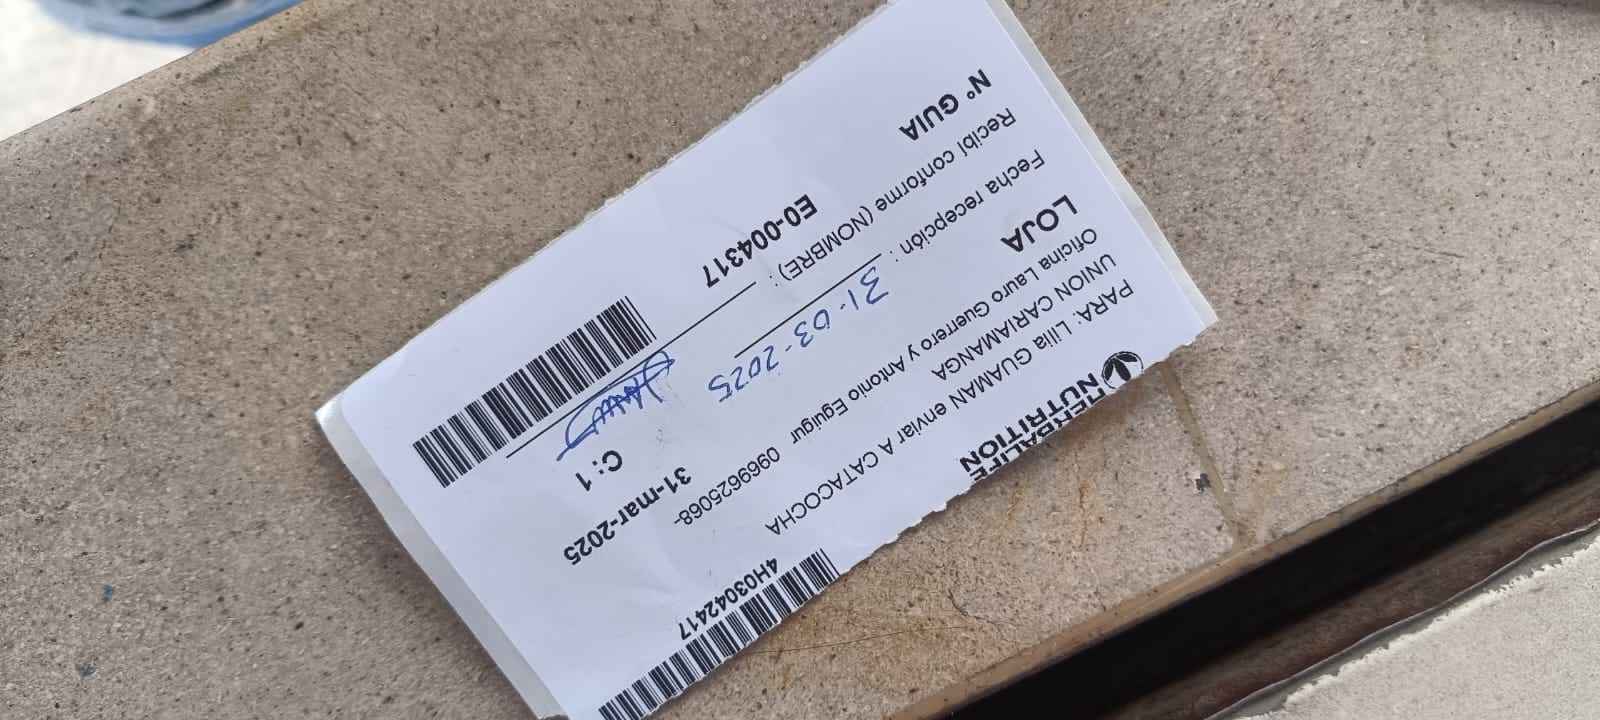 HERBALIFE
NUTRITION
4H03042417
PARA: Lilia GUAMAN enviar A CATACOCHA
UNION CARIAMANGA
Oficina Lauro Guerrero y Antonio Eguigur 0969625068-
LOJA
31-mar-2025
Fecha recepción : 31-03-2025
C: 1
Recibí conforme (NOMBRE) :
N° GUIA E0-004317